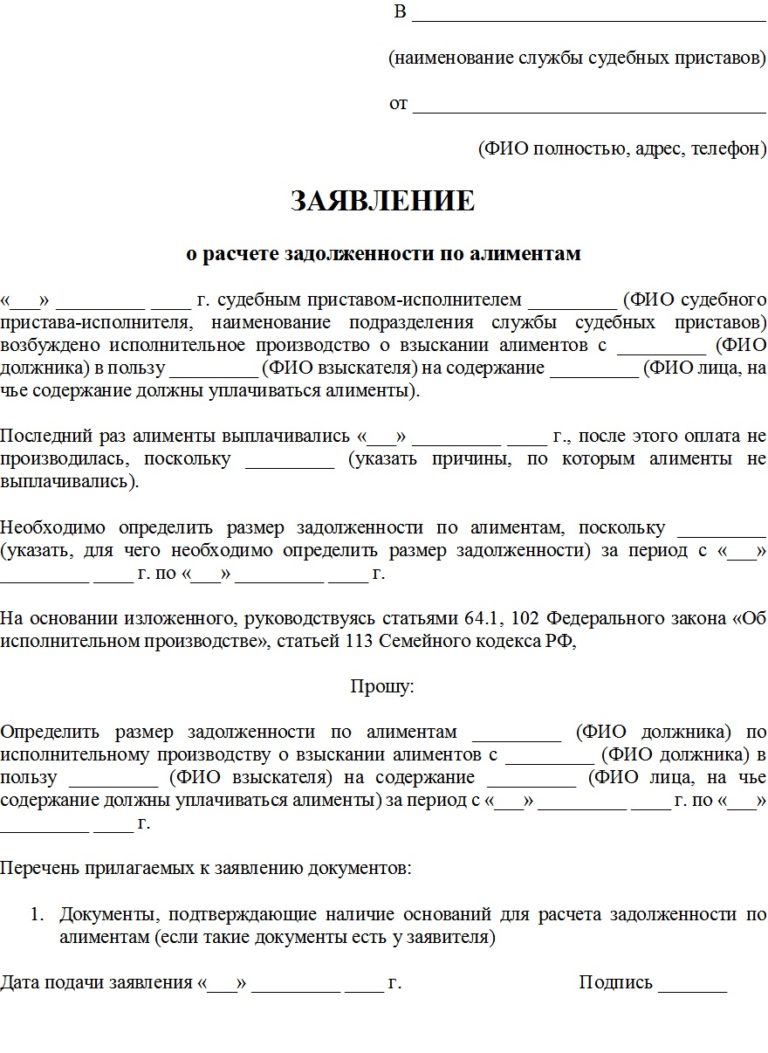 В ___________________________________
(наименование службы судебных приставов)
от ___________________________________
(ФИО полностью, адрес, телефон)
ЗАЯВЛЕНИЕ
о расчете задолженности по алиментам
«___» _________ ____ г. судебным приставом-исполнителем _________ (ФИО судебного
пристава-исполнителя, наименование подразделения службы судебных приставов)
возбуждено исполнительное производство о взыскании алиментов с _________ (ФИО
должника) в пользу _________ (ФИО взыскателя) на содержание _________ (ФИО лица, на
чье содержание должны уплачиваться алименты).
Последний раз алименты выплачивались «___» _________ ____ г., после этого оплата не
производилась, поскольку _________ (указать причины, по которым алименты не
выплачивались).
Необходимо определить размер задолженности по алиментам, поскольку _________
(указать, для чего необходимо определить размер задолженности) за период с «___»
_________ ____ г. по «___» _________ ____ г.
На основании изложенного, руководствуясь статьями 64.1, 102 Федерального закона «Об
исполнительном производстве», статьей 113 Семейного кодекса РФ,
Прошу:
Определить размер задолженности по алиментам _________ (ФИО должника) по
исполнительному производству о взыскании алиментов с _________ (ФИО должника) в
пользу _________ (ФИО взыскателя) на содержание _________ (ФИО лица, на чье
содержание должны уплачиваться алименты) за период с «___» _________ ____ г. по «___»
_________ ____ г.
Перечень прилагаемых к заявлению документов:
1. Документы, подтверждающие наличие оснований для расчета задолженности по
алиментам (если такие документы есть у заявителя)
Дата подачи заявления «___» _________ ____ г. Подпись _______